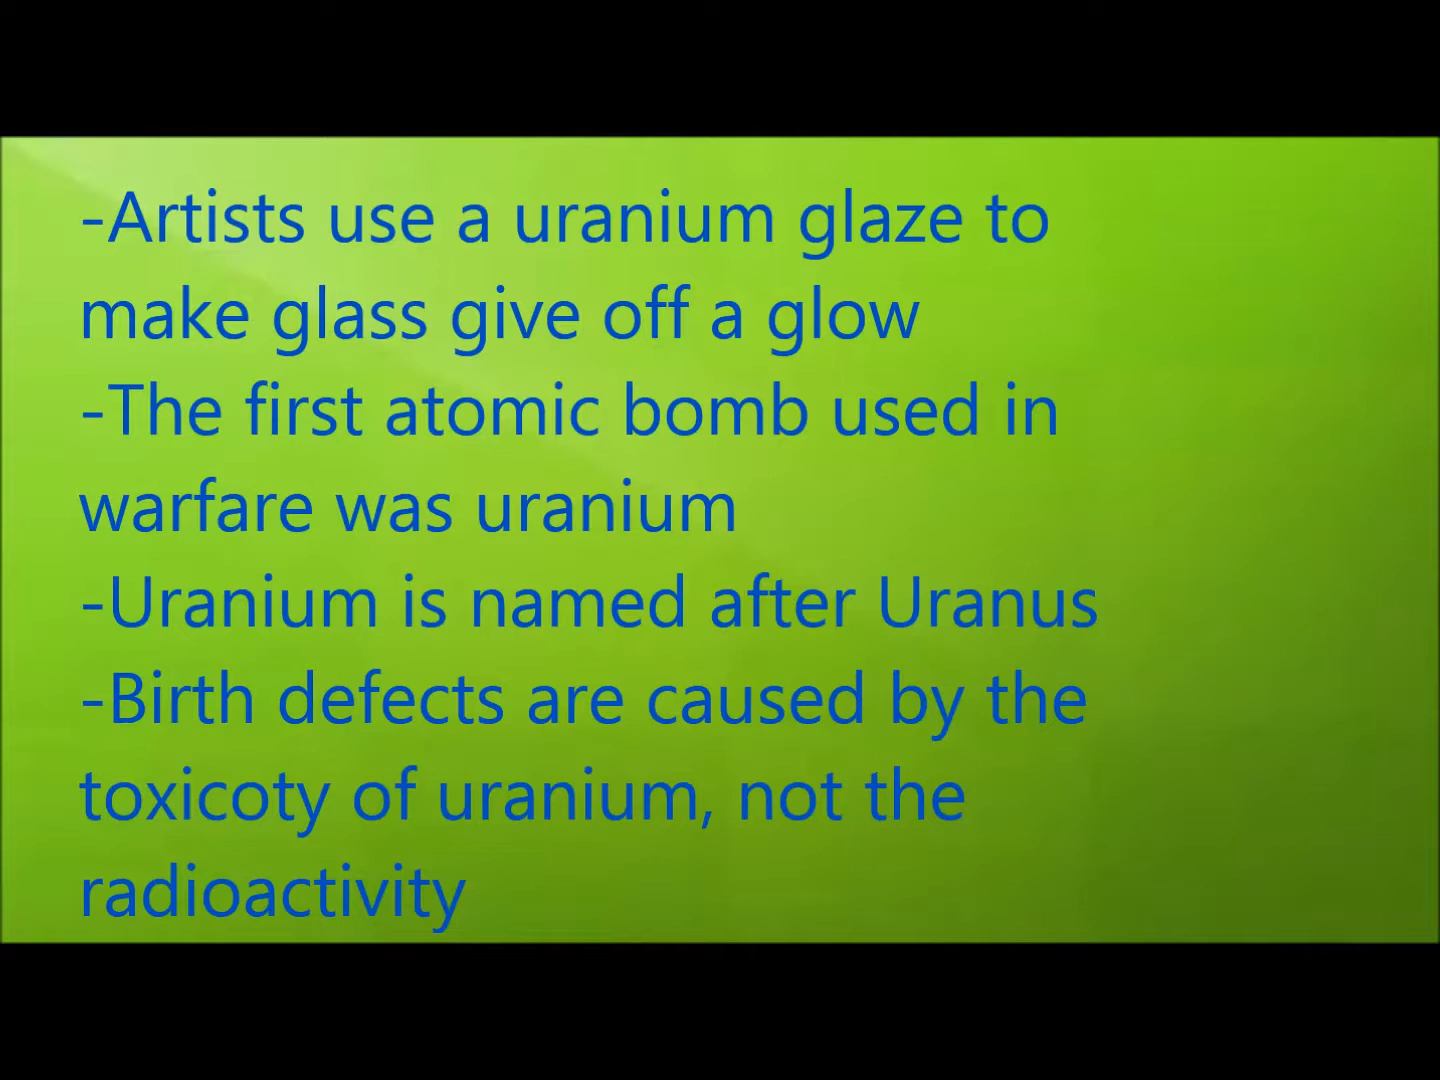 -Artists use a uranium glaze to
make glass give off a glow
-The first atomic bomb used in
warfare was uranium
-Uranium is named after Uranus
-Birth defects are caused by the
toxicoty of uranium, not the
radioactivity